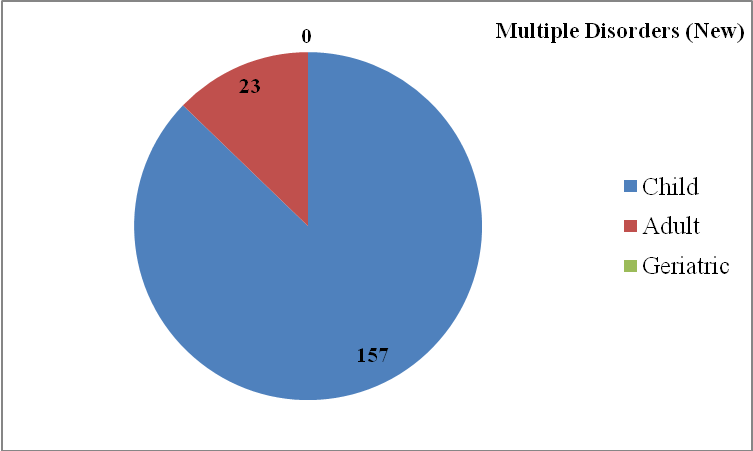 Multiple Disorders (New)
0
23
157
Child
Adult
Geriatric